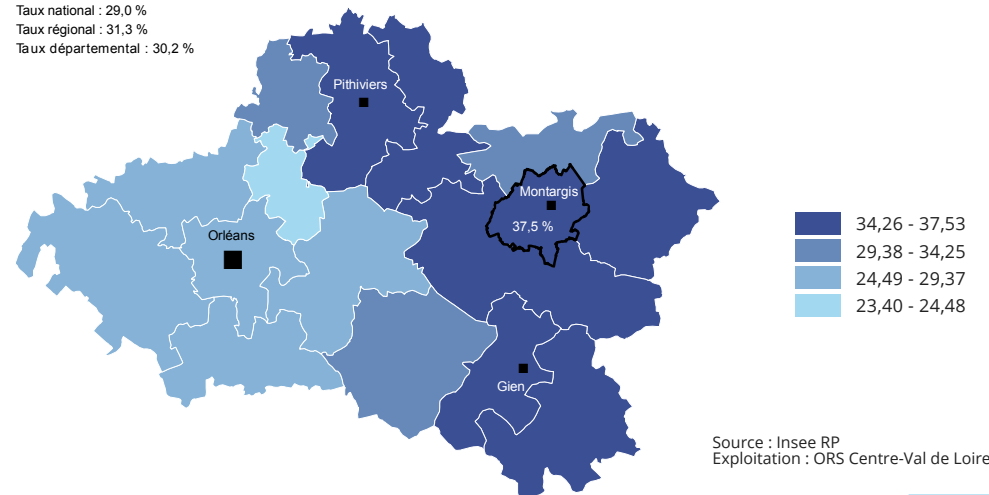 Taux national : 29,0 %
Taux régional : 31,3 %
Taux départemental : 30,2 %
Pithiviers
Montargis
37,5 %
Orléans
Gien
34,26 - 37,53
29,38 - 34,25
24,49 - 29,37
23,40 - 24,48
Source : Insee RP
Exploitation : ORS Centre-Val de Loire